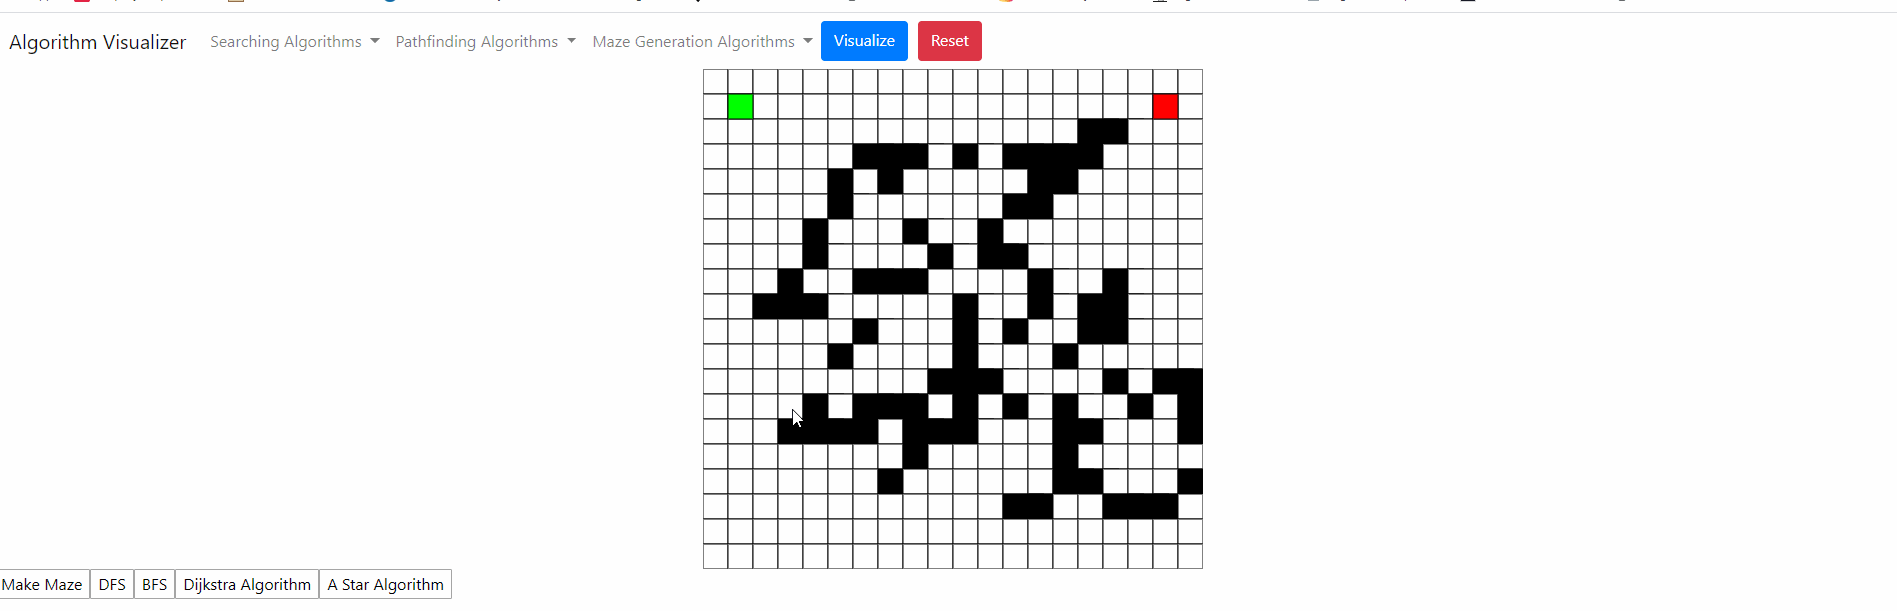 Algorithm Visualizer Searching Algorithms Pathfinding Algorithms Maze Generation Algorithms Visualize Reset
Make Maze DFS BFS Dijkstra Algorithm A Star Algorithm